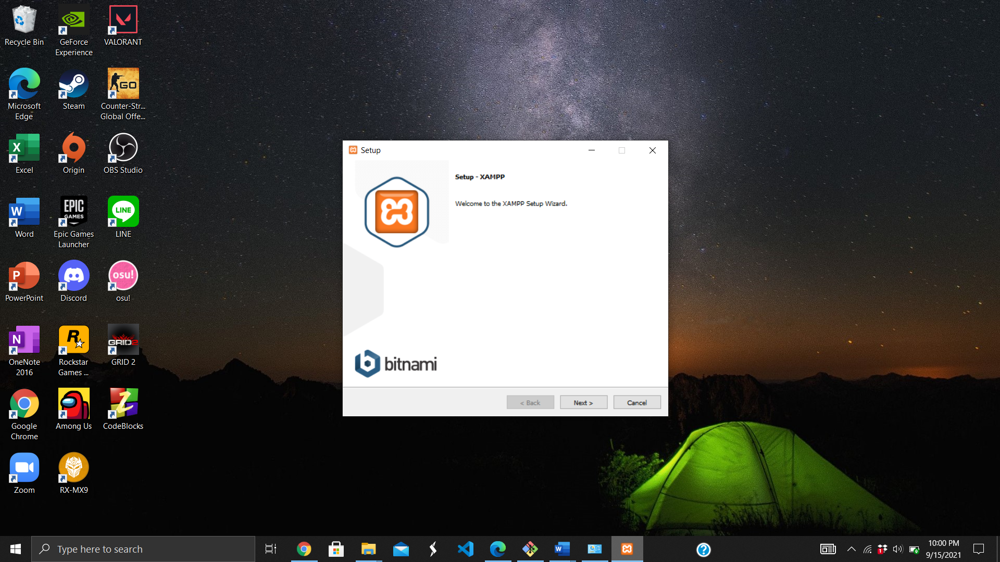 Recycle Bin
GeForce
Experience
VALORANT
Microsoft
Edge
Steam
GO
Counter-Str...
Global Offe...
X
Excel
Origin
OBS Studio
W
Word
EPIC
GAMES
Epic Games
Launcher
LINE
LINE
P
PowerPoint
Discord
osu!
osu!
N
OneNote
2016
R
Rockstar
Games ...
GRID2
GRID 2
Google
Chrome
Among Us
CodeBlocks
Zoom
RX-MX9
Setup
Setup - XAMPP
Welcome to the XAMPP Setup Wizard.
bitnami
< Back
Next >
Cancel
Type here to search
W
?
1
10:00 PM
9/15/2021